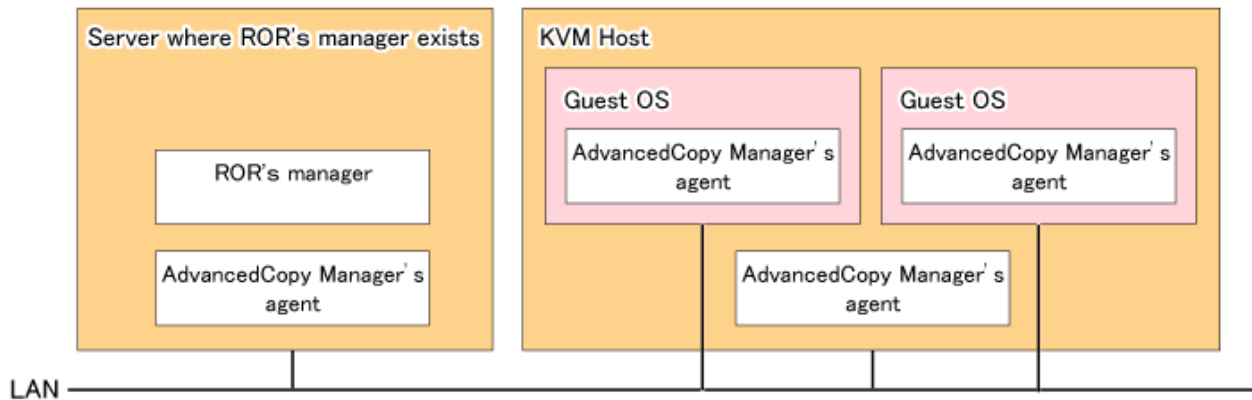 Server where ROR's manager exists
ROR's manager
AdvancedCopy Manager's
agent
KVM Host
Guest OS
AdvancedCopy Manager's
agent
Guest OS
AdvancedCopy Manager's
agent
AdvancedCopy Manager's
agent
LAN